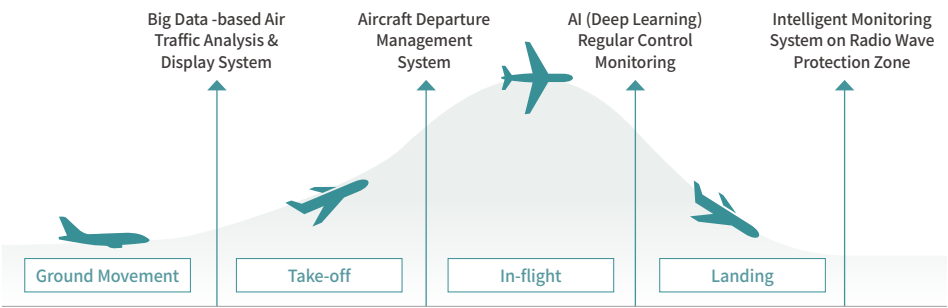 Big Data -based Air
Traffic Analysis &
Display System
Aircraft Departure
Management
System
AI (Deep Learning)
Regular Control
Monitoring
Intelligent Monitoring
System on Radio Wave
Protection Zone
Ground Movement
Take-off
In-flight
Landing